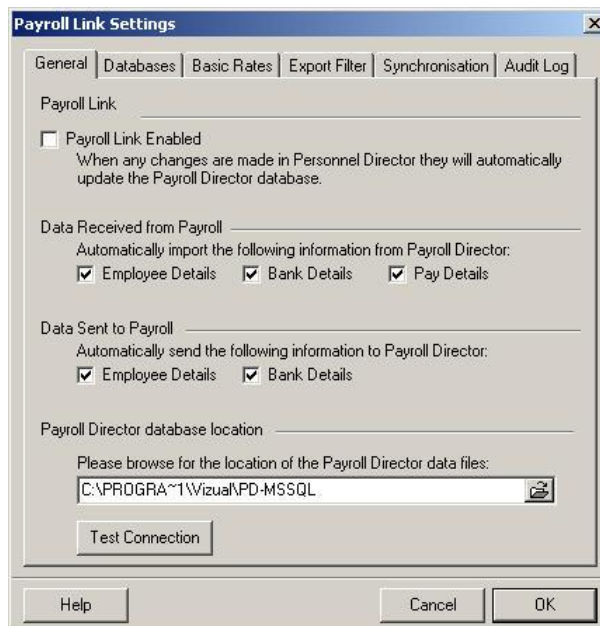 Payroll Link Settings
General Databases Basic Rates Export Filter Synchronisation Audit Log
Payroll Link
Payroll Link Enabled
When any changes are made in Personnel Director they will automatically
update the Payroll Director database.
Data Received from Payroll
Automatically import the following information from Payroll Director:
Employee Details Bank Details Pay Details
Data Sent to Payroll
Automatically send the following information to Payroll Director:
Employee Details Bank Details
Payroll Director database location
Please browse for the location of the Payroll Director data files:
C:\PROGRA~1\Vizual\PD-MSSQL
Test Connection
Help Cancel OK